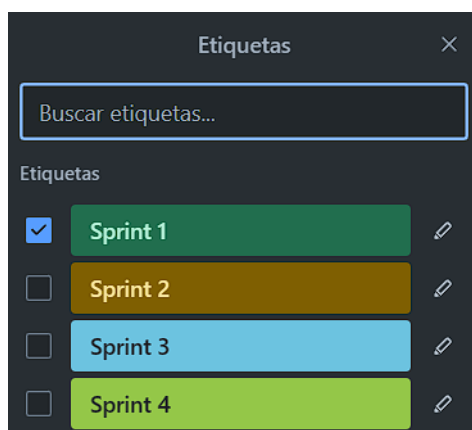 Etiquetas
Buscar etiquetas...
Etiquetas
Sprint 1
Sprint 2
Sprint 3
Sprint 4